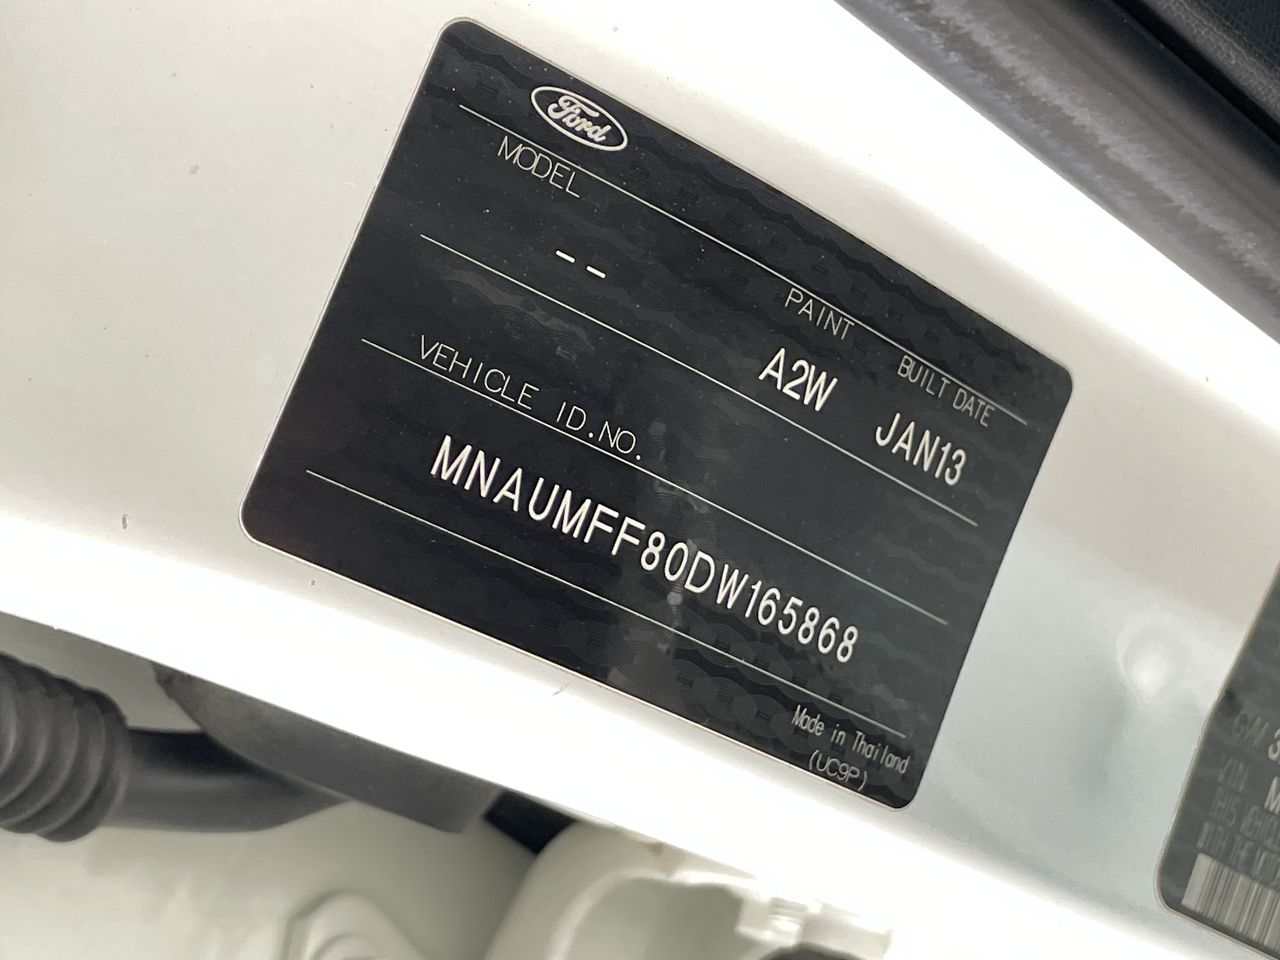 Ford
MODEL
--
PAINT
BUILT DATE
A2W
JAN13
VEHICLE ID.NO.
MNAUMFF80DW165868
Made in Thailand
(UC9P)